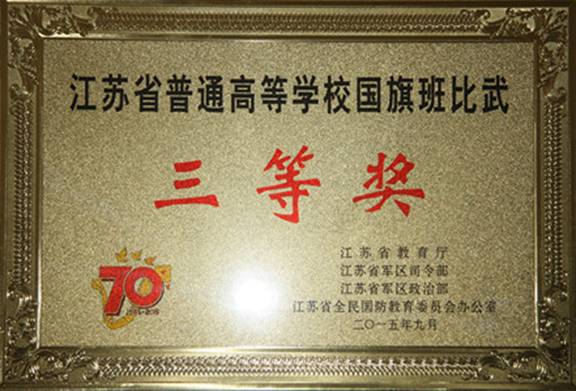 江苏省普通高等学校国旗班比武
三等奖
江苏省教育厅
江苏省军区司令部
江苏省军区政治部
江苏省全民国防教育委员会办公室
二〇一五年九月
70